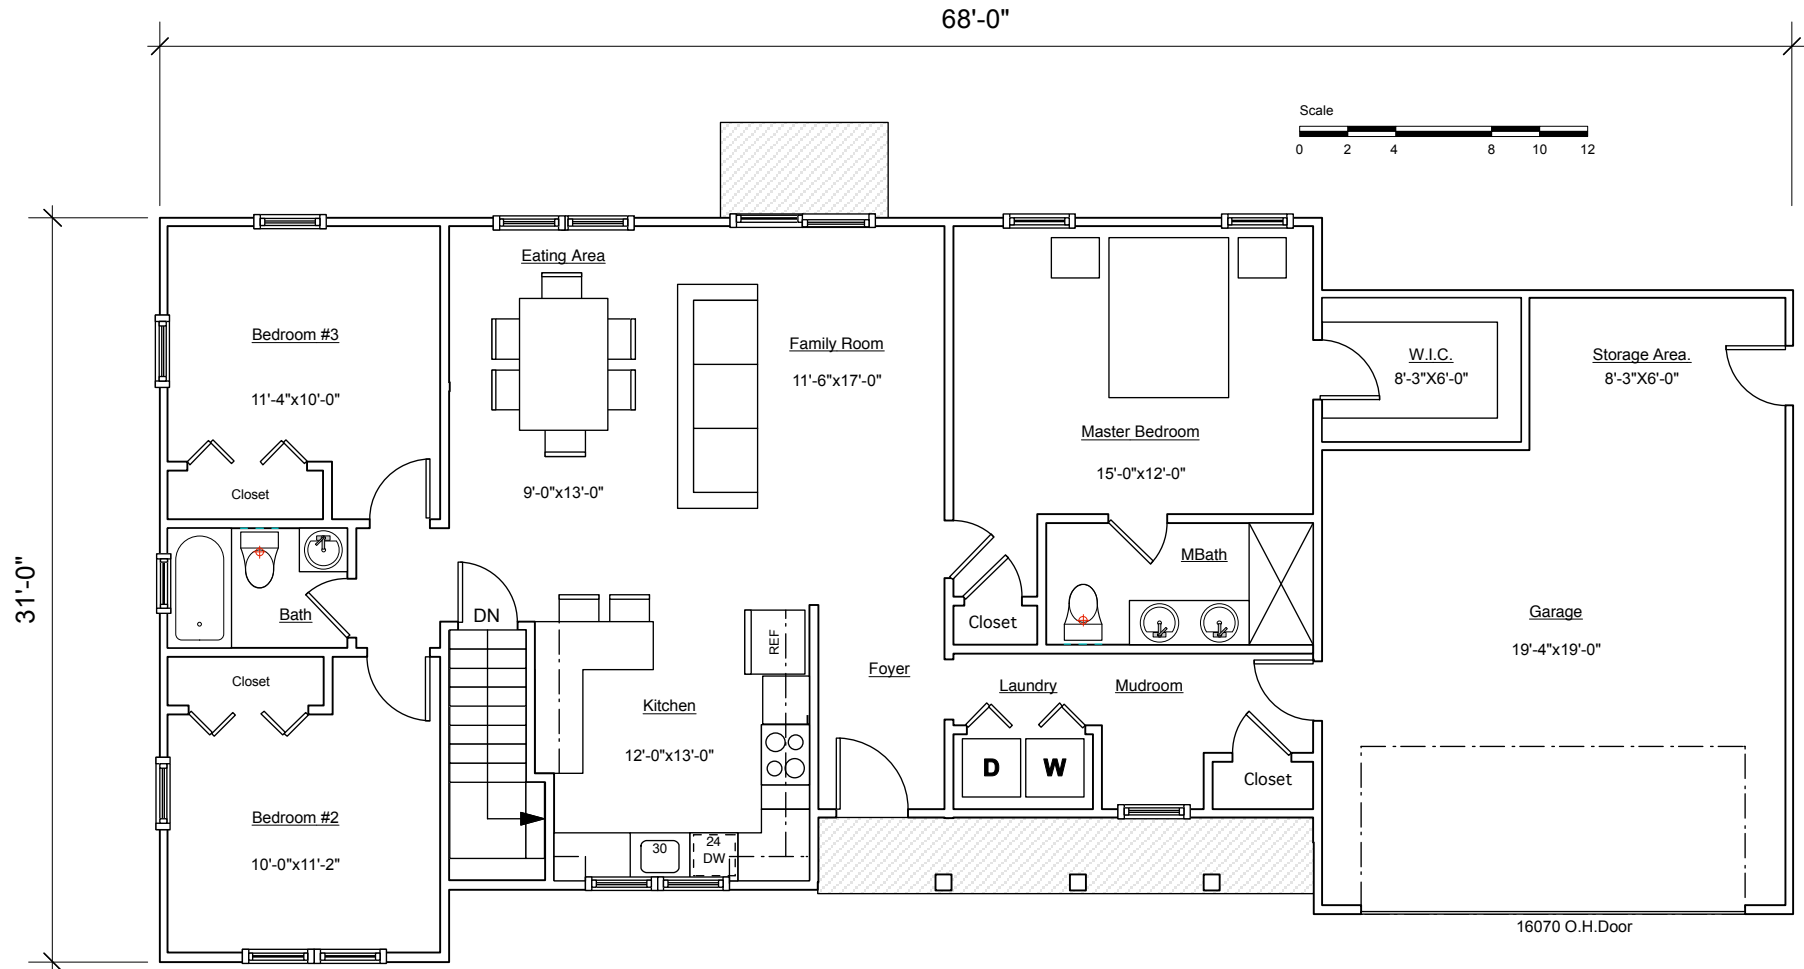 68'-0"
Scale
0 2 4 8 10 12
Eating Area
Bedroom #3
Family Room
W.I.C.
Storage Area.
11'-6"x17'-0"
8'-3"X6'-0"
8'-3"X6'-0"
11'-4"x10'-0"
Master Bedroom
15'-0"x12'-0"
Closet
9'-0"x13'-0"
MBath
31'-0"
Bath
DN
REF
Closet
Garage
19'-4"x19'-0"
Foyer
Closet
Laundry
Mudroom
Kitchen
12'-0"x13'-0"
D
W
Closet
Bedroom #2
10'-0"x11'-2"
30
24
DW
16070 O.H.Door